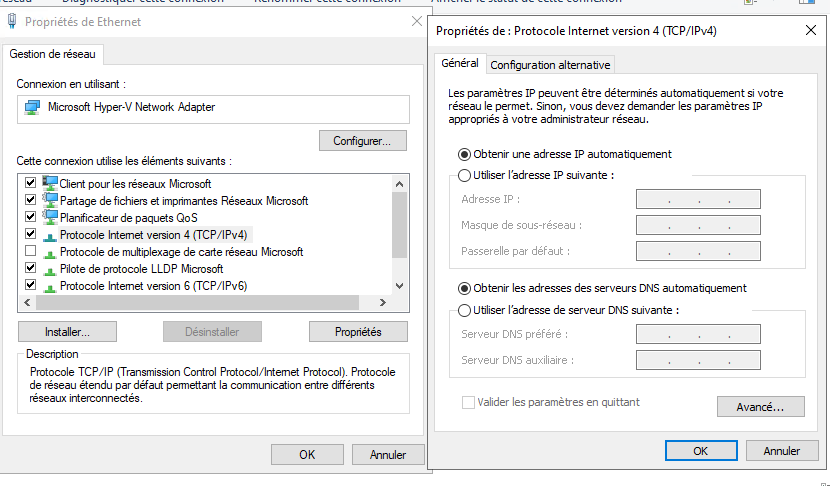 Diagnostiquer cette connexion
Renommer cette connexion
Propriétés de Ethernet
Gestion de réseau
Connexion en utilisant :
Microsoft Hyper-V Network Adapter
Configurer...
Cette connexion utilise les éléments suivants :
Client pour les réseaux Microsoft
Partage de fichiers et imprimantes Réseaux Microsoft
Planificateur de paquets QoS
Protocole Internet version 4 (TCP/IPv4)
Protocole de multiplexage de carte réseau Microsoft
Pilote de protocole LLDP Microsoft
Protocole Internet version 6 (TCP/IPv6)
Installer...
Désinstaller
Propriétés
Description
Protocole TCP/IP (Transmission Control Protocol/Internet Protocol). Protocole
de réseau étendu par défaut permettant la communication entre différents
réseaux interconnectés.
OK
Annuler
Propriétés de : Protocole Internet version 4 (TCP/IPv4)
Général
Configuration alternative
Les paramètres IP peuvent être déterminés automatiquement si votre
réseau le permet. Sinon, vous devez demander les paramètres IP
appropriés à votre administrateur réseau.
Obtenir une adresse IP automatiquement
Utiliser l'adresse IP suivante :
Adresse IP :
Masque de sous-réseau :
Passerelle par défaut :
Obtenir les adresses des serveurs DNS automatiquement
Utiliser l'adresse de serveur DNS suivante :
Serveur DNS préféré :
Serveur DNS auxiliaire :
Valider les paramètres en quittant
Avancé...
OK
Annuler